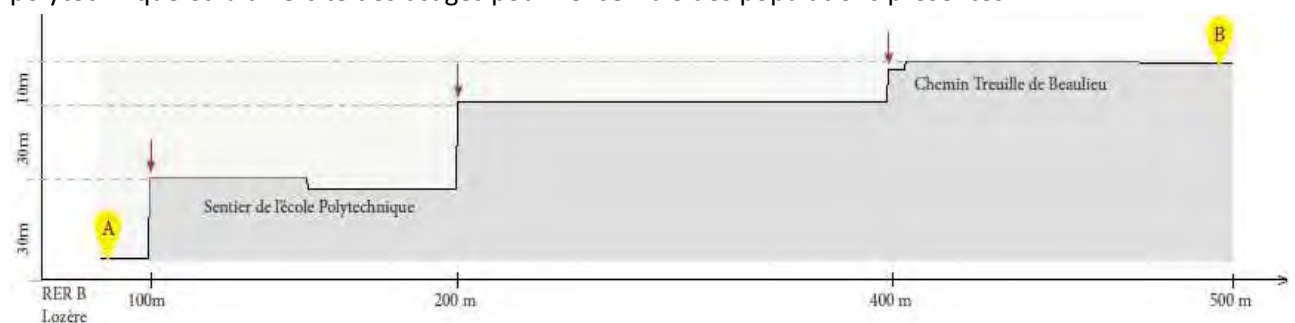 B
10m
Chemin Treuille de Beaulieu
30m
Sentier de l'école Polytechnique
A
30m
RER B
Lozère
100m
200 m
400 m
500 m